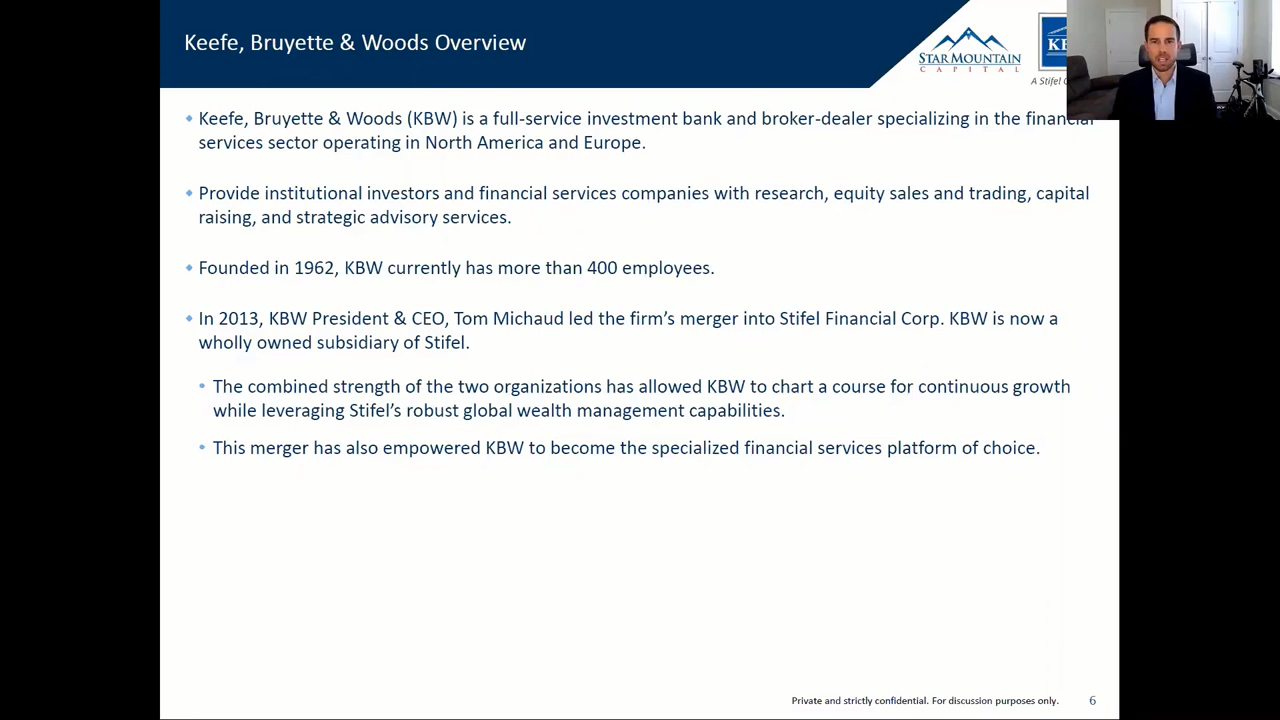 Keefe, Bruyette & Woods Overview
STAR MOUNTAIN
CAPITAL
A Stifel
• Keefe, Bruyette & Woods (KBW) is a full-service investment bank and broker-dealer specializing in the financial
services sector operating in North America and Europe.
• Provide institutional investors and financial services companies with research, equity sales and trading, capital
raising, and strategic advisory services.
• Founded in 1962, KBW currently has more than 400 employees.
• In 2013, KBW President & CEO, Tom Michaud led the firm’s merger into Stifel Financial Corp. KBW is now a
wholly owned subsidiary of Stifel.
• The combined strength of the two organizations has allowed KBW to chart a course for continuous growth
while leveraging Stifel’s robust global wealth management capabilities.
• This merger has also empowered KBW to become the specialized financial services platform of choice.
Private and strictly confidential. For discussion purposes only. 6